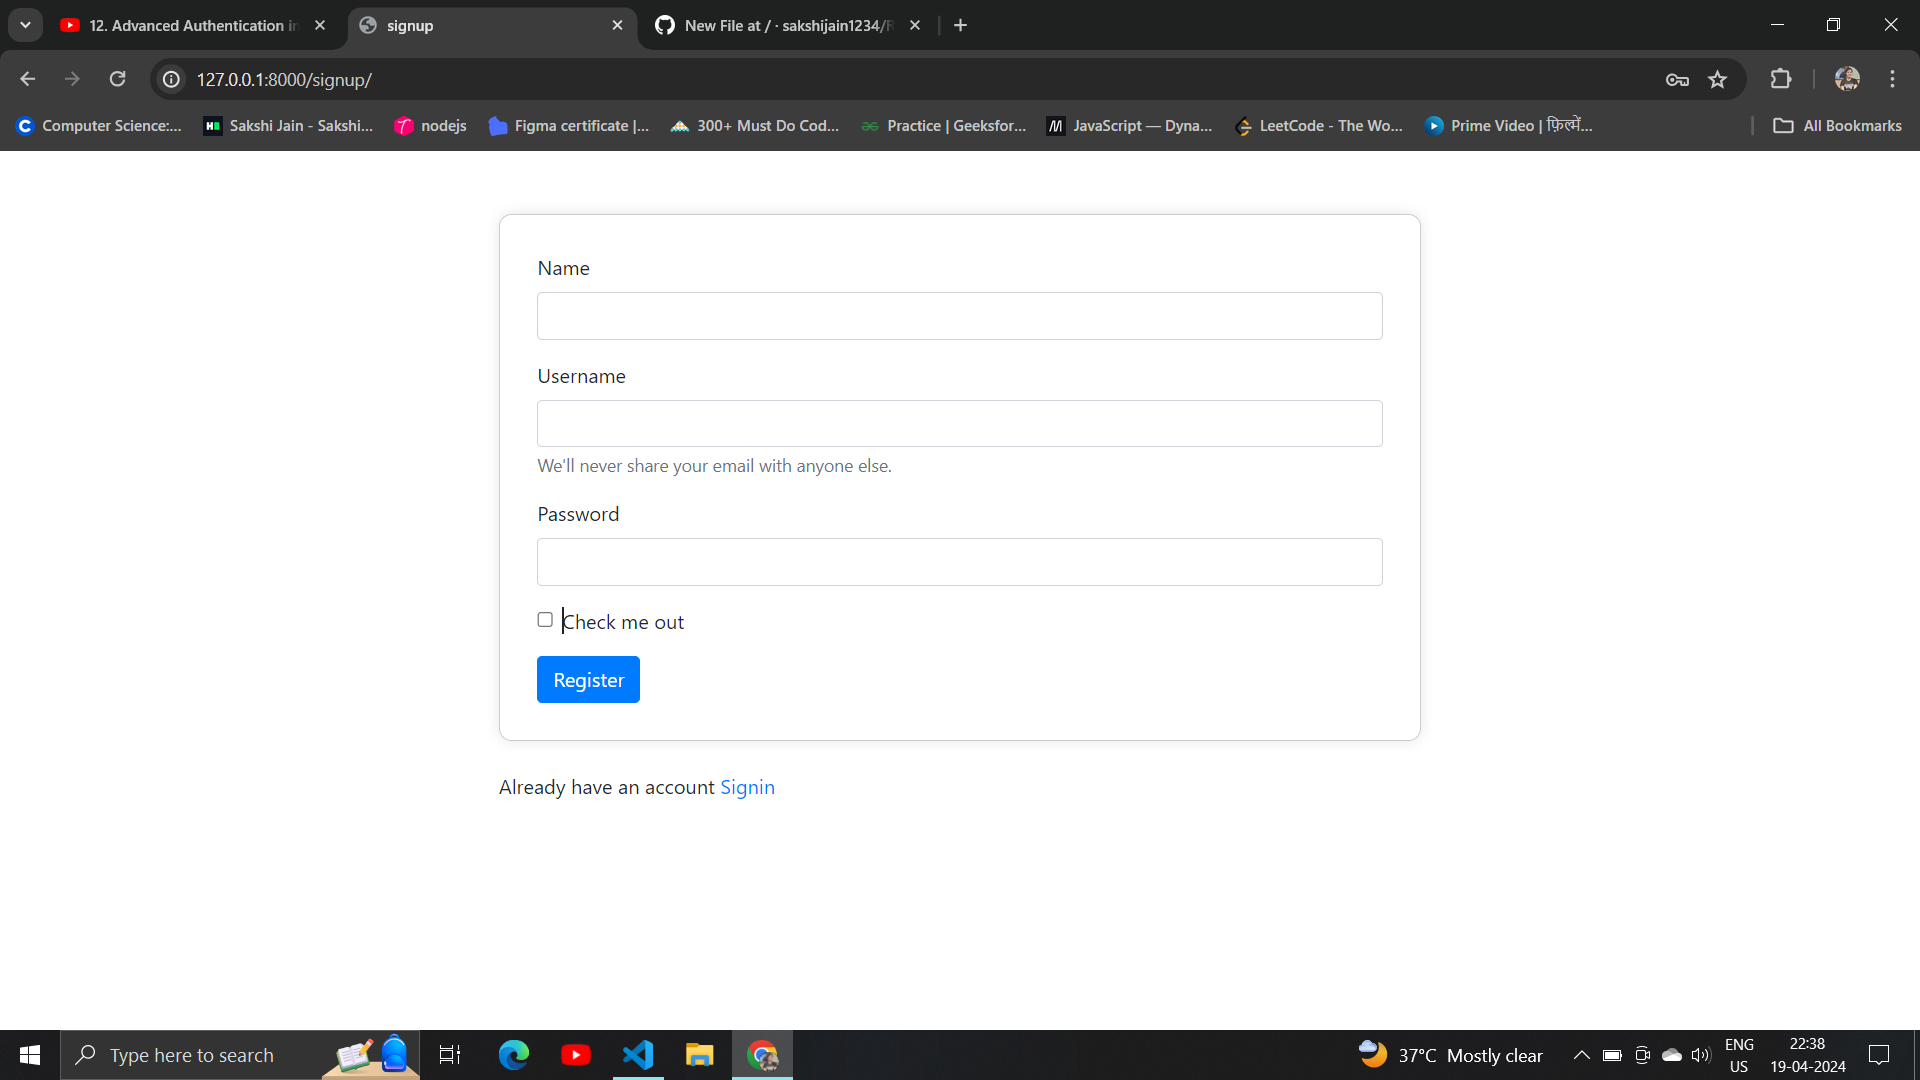 12. Advanced Authentication in
signup
New File at / · sakshijain1234/R
127.0.0.1:8000/signup/
Computer Science:...
Sakshi Jain - Sakshi...
nodejs
Figma certificate |...
300+ Must Do Cod...
Practice | Geeksfor...
JavaScript — Dyna...
LeetCode - The Wo...
Prime Video | फ़िल्में...
All Bookmarks
Name
Username
We'll never share your email with anyone else.
Password
Check me out
Register
Already have an account Signin
Type here to search
37°C Mostly clear
ENG
US
22:38
19-04-2024